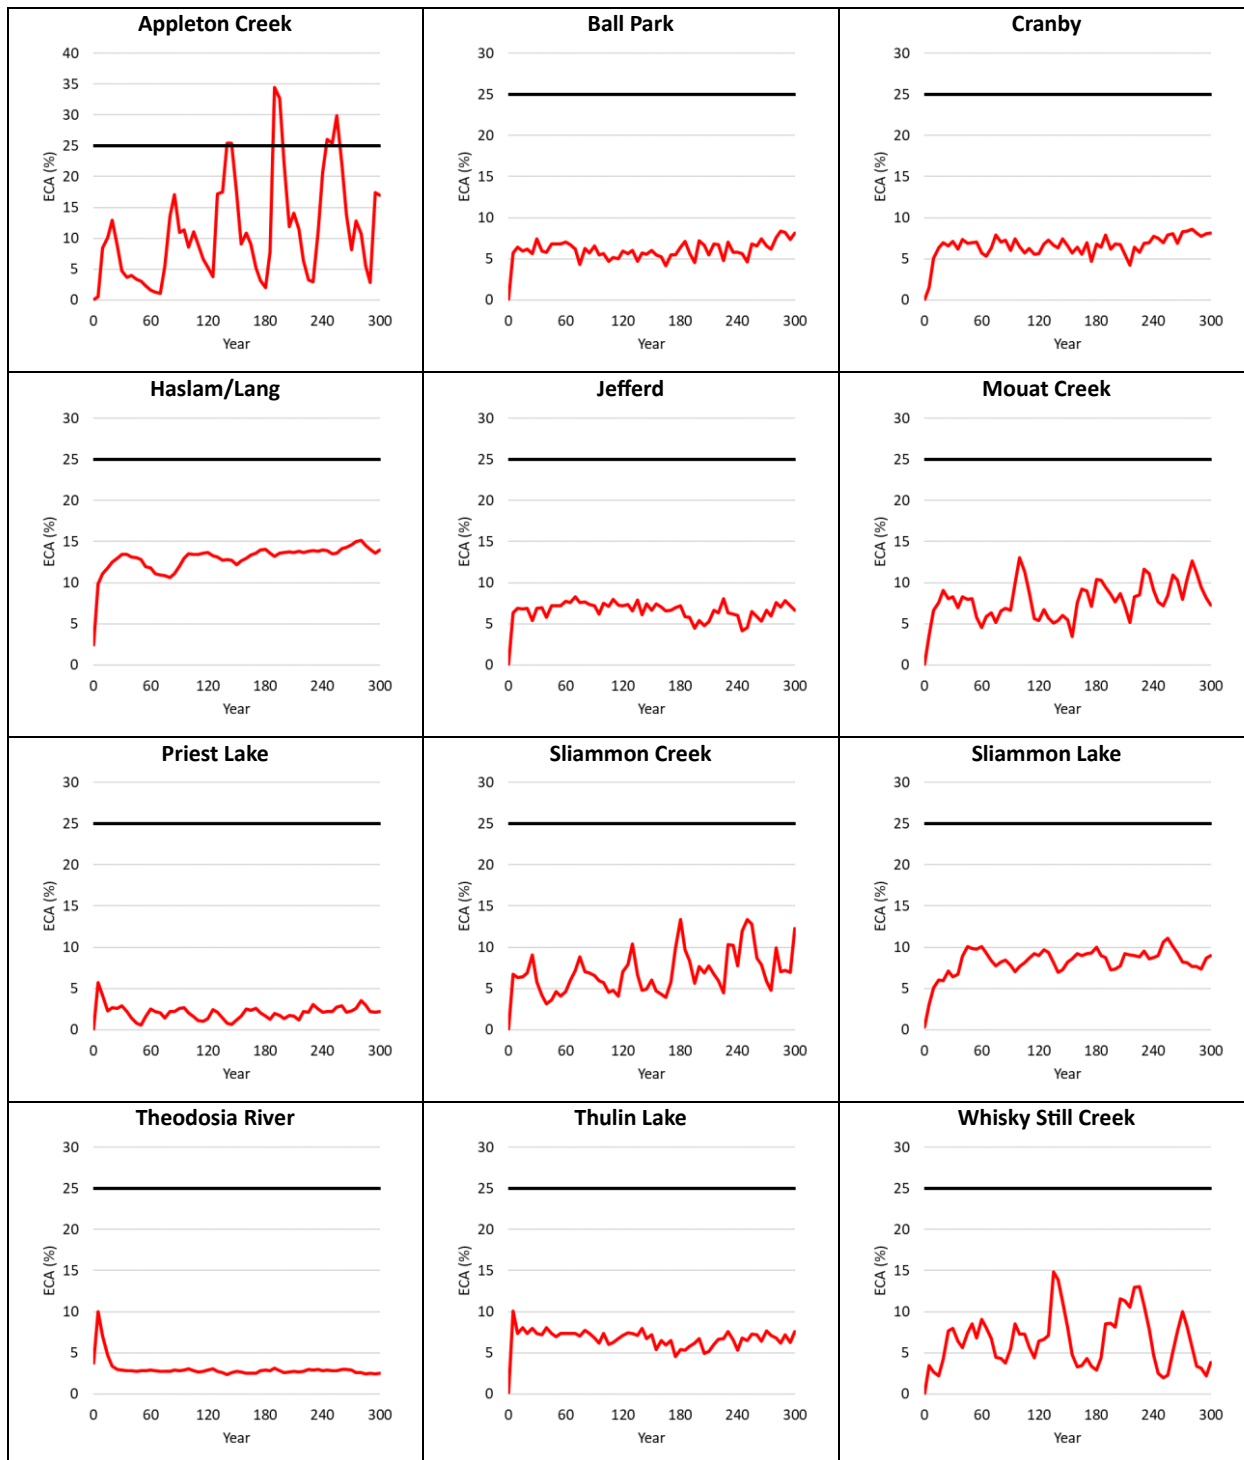 Appleton Creek
40
35
30
25
20
15
10
5
0
ECA (%)
0 60 120 180 240 300
Year
Ball Park
30
25
20
15
10
5
0
ECA (%)
0 60 120 180 240 300
Year
Cranby
30
25
20
15
10
5
0
ECA (%)
0 60 120 180 240 300
Year
Haslam/Lang
30
25
20
15
10
5
0
ECA (%)
0 60 120 180 240 300
Year
Jefferd
30
25
20
15
10
5
0
ECA (%)
0 60 120 180 240 300
Year
Mouat Creek
30
25
20
15
10
5
0
ECA (%)
0 60 120 180 240 300
Year
Priest Lake
30
25
20
15
10
5
0
ECA (%)
0 60 120 180 240 300
Year
Sliammon Creek
30
25
20
15
10
5
0
ECA (%)
0 60 120 180 240 300
Year
Sliammon Lake
30
25
20
15
10
5
0
ECA (%)
0 60 120 180 240 300
Year
Theodosia River
30
25
20
15
10
5
0
ECA (%)
0 60 120 180 240 300
Year
Thulin Lake
30
25
20
15
10
5
0
ECA (%)
0 60 120 180 240 300
Year
Whisky Still Creek
30
25
20
15
10
5
0
ECA (%)
0 60 120 180 240 300
Year